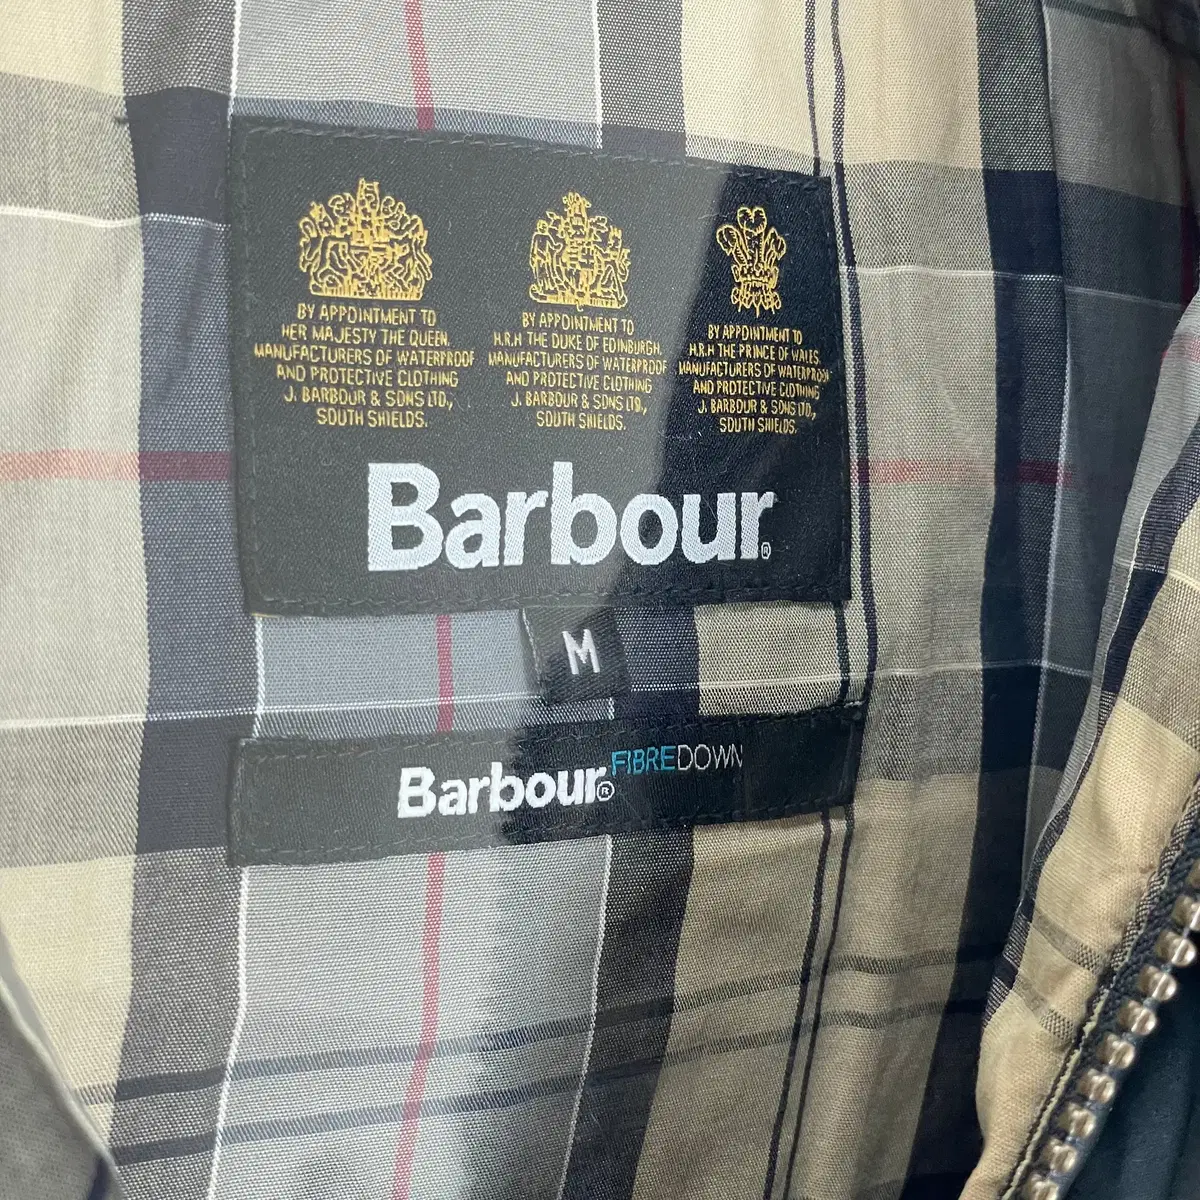 BY APPOINTMENT TO
HER MAJESTY THE QUEEN.
MANUFACTURERS OF WATERPROOF
AND PROTECTIVE CLOTHING
J. BARBOUR & SONS LTD.,
SOUTH SHIELDS.
BY APPOINTMENT TO
H.R.H THE DUKE OF EDINBURGH.
MANUFACTURERS OF WATERPROOF
AND PROTECTIVE CLOTHING
J. BARBOUR & SONS LTD.,
SOUTH SHIELDS.
BY APPOINTMENT TO
H.R.H THE PRINCE OF WALES.
MANUFACTURERS OF WATERPROOF
AND PROTECTIVE CLOTHING
J. BARBOUR & SONS LTD.,
SOUTH SHIELDS.
Barbour®
M
Barbour® FIBREDOWN